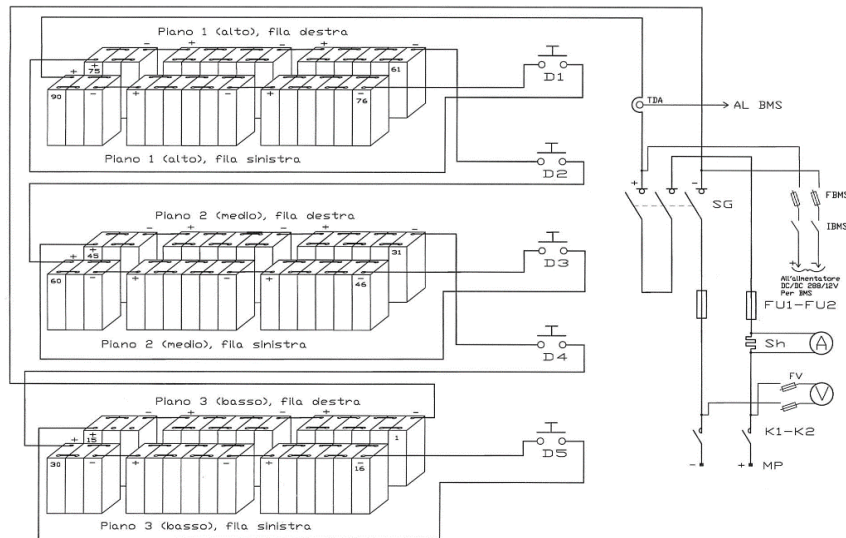 Piano 1 (alto), fila destra
+ - + - + -
75
61
+
90
- + - + -
76
Piano 1 (alto), fila sinistra
D1
D2
Piano 2 (medio), fila destra
+ - + - + -
45
31
+
60
- + - + -
46
Piano 2 (medio), fila sinistra
D3
D4
Piano 3 (basso), fila destra
+ - + - + -
15
1
+
30
- + - + -
16
Piano 3 (basso), fila sinistra
D5
TDA
AL BMS
+
-
SG
FBMS
IBMS
+ -
All'alimentatore
DC/DC 288/12V
Per BMS
FU1-FU2
Sh
A
FV
V
K1-K2
- + MP